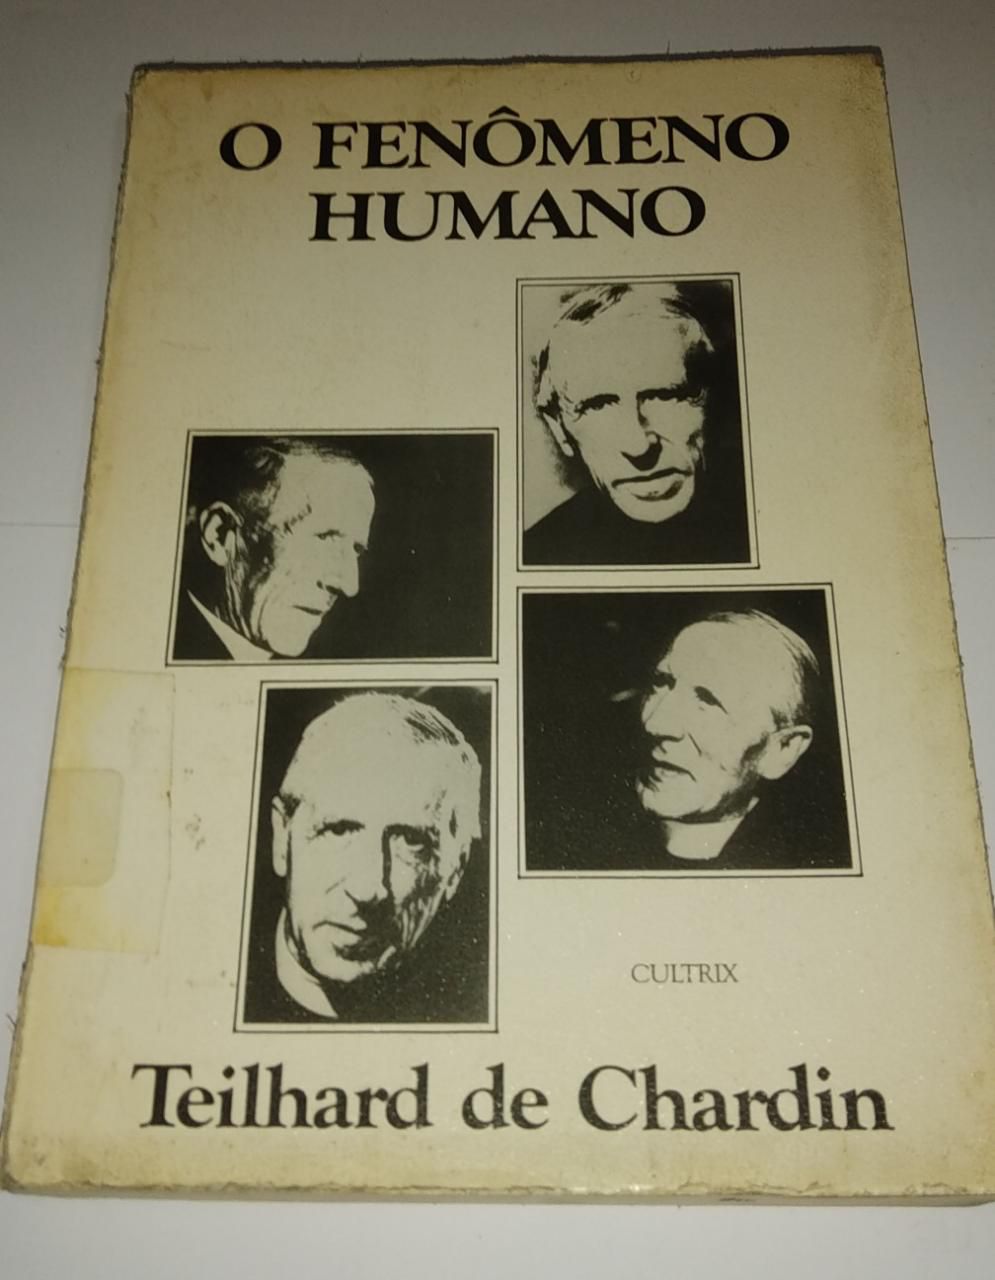 O FENÔMENO
HUMANO
CULTRIX
Teilhard de Chardin